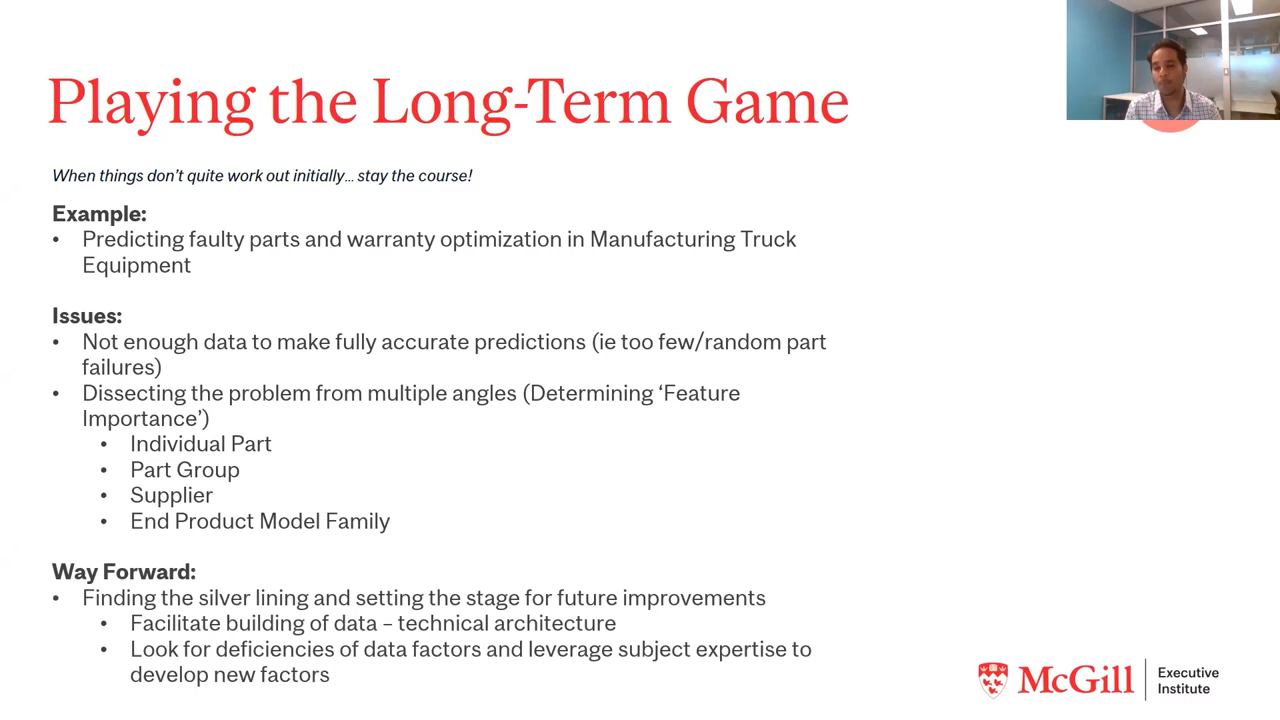 Playing the Long-Term Game
When things don't quite work out initially... stay the course!
Example:
• Predicting faulty parts and warranty optimization in Manufacturing Truck
Equipment
Issues:
• Not enough data to make fully accurate predictions (ie too few/random part
failures)
• Dissecting the problem from multiple angles (Determining ‘Feature
Importance’)
• Individual Part
• Part Group
• Supplier
• End Product Model Family
Way Forward:
• Finding the silver lining and setting the stage for future improvements
• Facilitate building of data – technical architecture
• Look for deficiencies of data factors and leverage subject expertise to
develop new factors
McGill
Executive
Institute